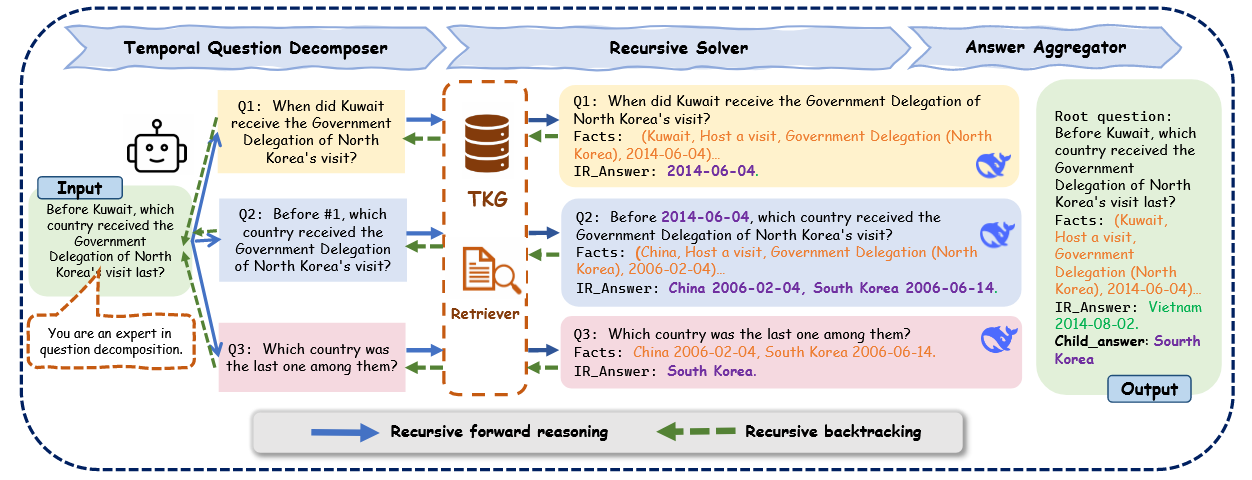 Temporal Question Decomposer
Recursive Solver
Answer Aggregator
Input
Before Kuwait, which
country received the
Government
Delegation of North
Korea's visit last?
You are an expert in
question decomposition.
Q1: When did Kuwait
receive the Government
Delegation of North
Korea's visit?
Q2: Before #1, which
country received the
Government Delegation
of North Korea's visit?
Q3: Which country was
the last one among them?
TKG
Retriever
Q1: When did Kuwait receive the Government Delegation of
North Korea's visit?
Facts: (Kuwait, Host a visit, Government Delegation (North
Korea), 2014-06-04)…
IR_Answer: 2014-06-04.
Q2: Before 2014-06-04, which country received the
Government Delegation of North Korea's visit?
Facts: (China, Host a visit, Government Delegation (North
Korea), 2006-02-04)…
IR_Answer: China 2006-02-04, South Korea 2006-06-14.
Q3: Which country was the last one among them?
Facts: China 2006-02-04, South Korea 2006-06-14.
IR_Answer: South Korea.
Root question:
Before Kuwait, which
country received the
Government
Delegation of North
Korea's visit last?
Facts: (Kuwait,
Host a visit,
Government
Delegation (North
Korea), 2014-06-04)…
IR_Answer: Vietnam
2014-08-02.
Child_answer: Sourth
Korea
Output
Recursive forward reasoning
Recursive backtracking